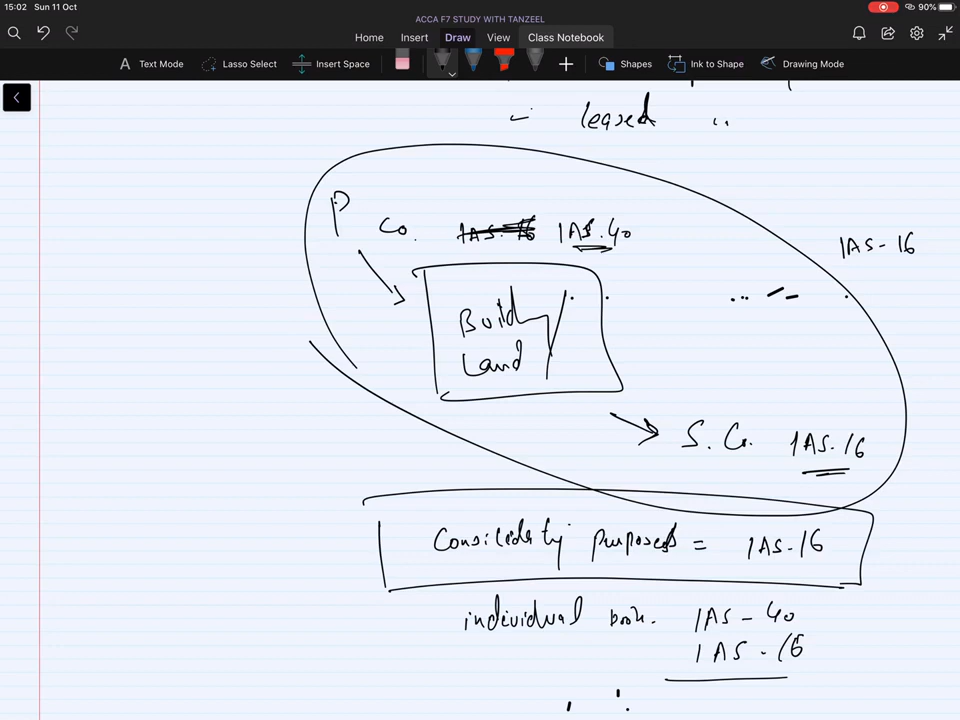 15:02 Sun 11 Oct 90%
ACCA F7 STUDY WITH TANZEEL
Home Insert Draw View Class Notebook
Text Mode Lasso Select Insert Space Shapes Ink to Shape Drawing Mode
leased "
P Co. IAS-16 IAS-40
IAS-16
Build
Land
S. Co. IAS-16
purposes = IAS-16
individual book. IAS-40
IAS-16